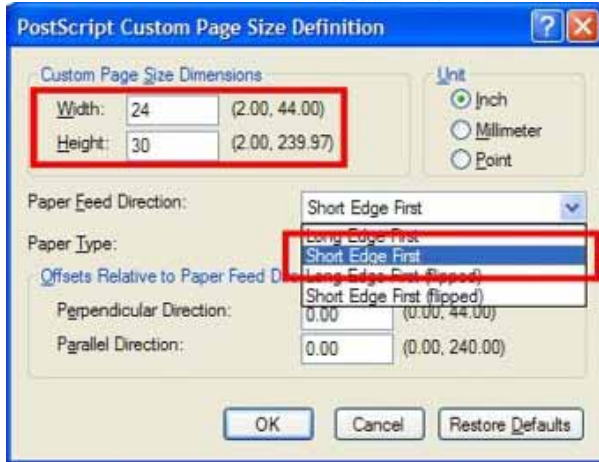 PostScript Custom Page Size Definition
Custom Page Size Dimensions
Width: 24 (2.00, 44.00)
Height: 30 (2.00, 239.97)
Unit
Inch
Millimeter
Point
Paper Feed Direction: Short Edge First
Long Edge First
Paper Type: Short Edge First
Offsets Relative to Paper Feed Long Edge First (flipped)
Short Edge First (flipped)
Perpendicular Direction: 0.00 (0.00, 44.00)
Parallel Direction: 0.00 (0.00, 240.00)
OK Cancel Restore Defaults